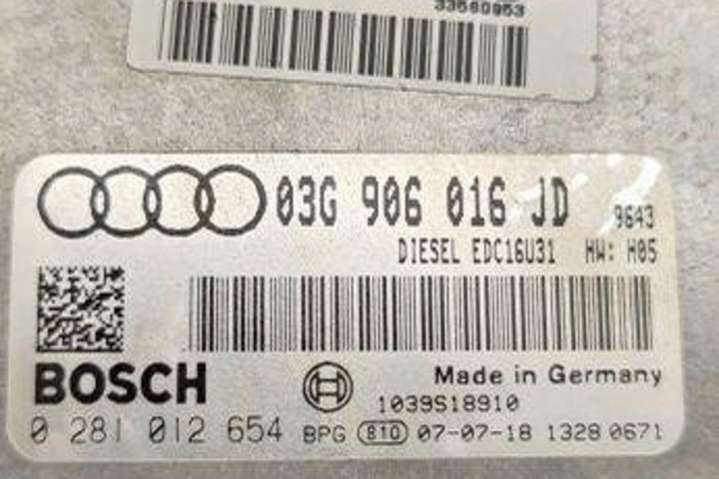 33580953
03G 906 016 JD 9643
DIESEL EDC16U31 HW: H05
BOSCH
Made in Germany
1039S18910
0 281 012 654 BPG 810 07-07-18 1328 0671